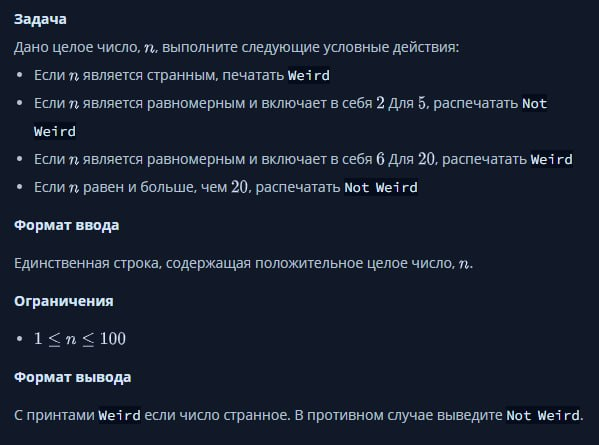 Задача
Дано целое число, n, выполните следующие условные действия:
• Если n является странным, печатать Weird
• Если n является равномерным и включает в себя 2 Для 5, распечатать Not
Weird
• Если n является равномерным и включает в себя 6 Для 20, распечатать Weird
• Если n равен и больше, чем 20, распечатать Not Weird
Формат ввода
Единственная строка, содержащая положительное целое число, n.
Ограничения
• 1 ≤ n ≤ 100
Формат вывода
С принтами Weird если число странное. В противном случае выведите Not Weird.